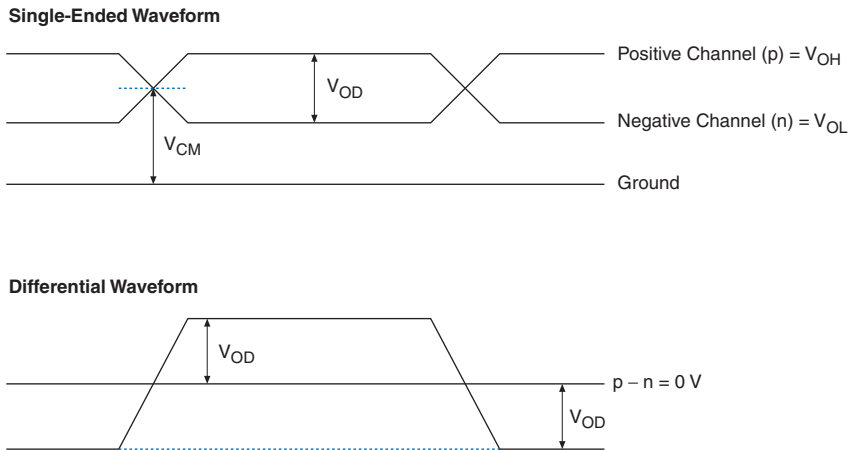 Single-Ended Waveform
Positive Channel (p) = VOH
VOD
Negative Channel (n) = VOL
VCM
Ground
Differential Waveform
VOD
p – n = 0 V
VOD